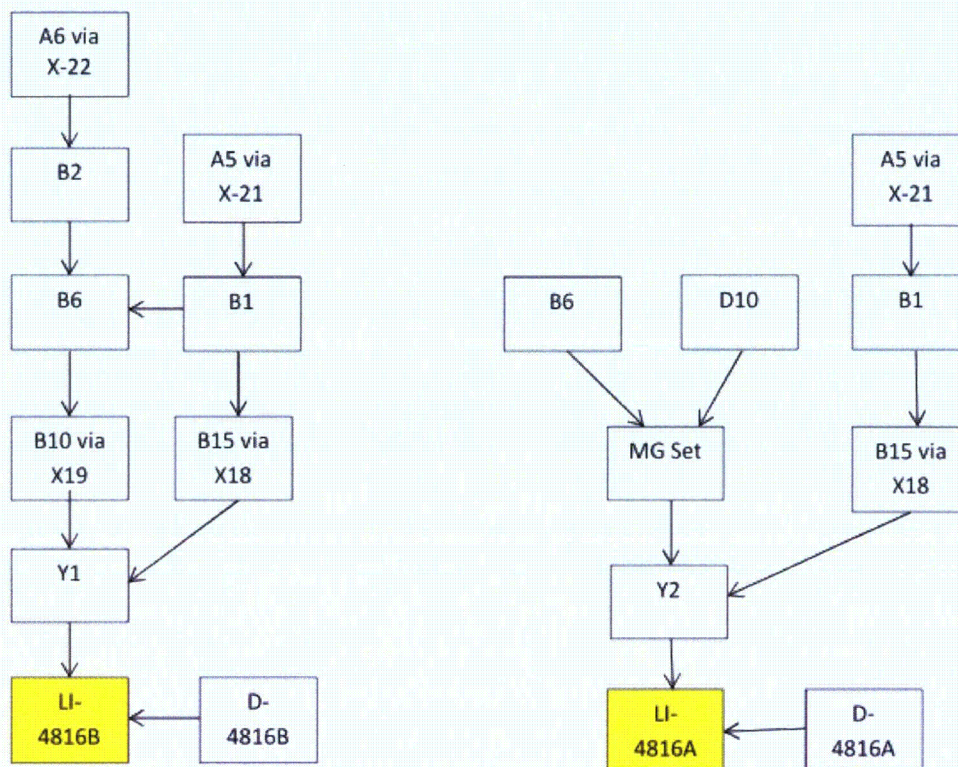 A6 via
X-22
B2
A5 via
X-21
B6
B1
B10 via
X19
B15 via
X18
Y1
LI-
4816B
D-
4816B
A5 via
X-21
B6
D10
B1
MG Set
B15 via
X18
Y2
LI-
4816A
D-
4816A